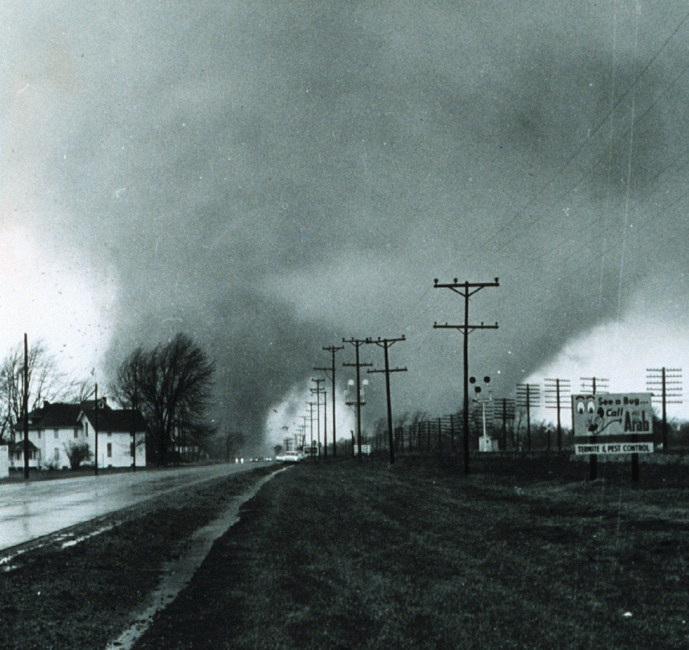 See a Bug...
Call
Arab
TERMITE & PEST CONTROL